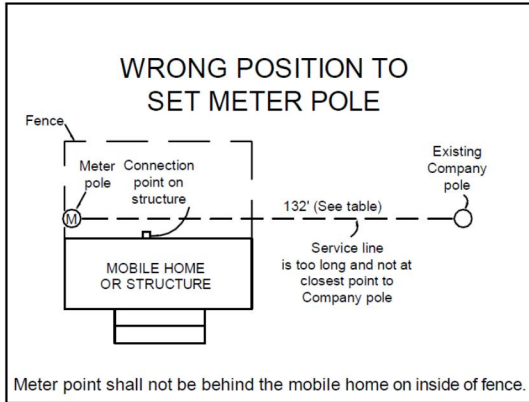 WRONG POSITION TO
SET METER POLE
Fence
Meter
pole
Connection
point on
structure
Existing
Company
pole
M
132' (See table)
Service line
is too long and not at
closest point to
Company pole
MOBILE HOME
OR STRUCTURE
Meter point shall not be behind the mobile home on inside of fence.